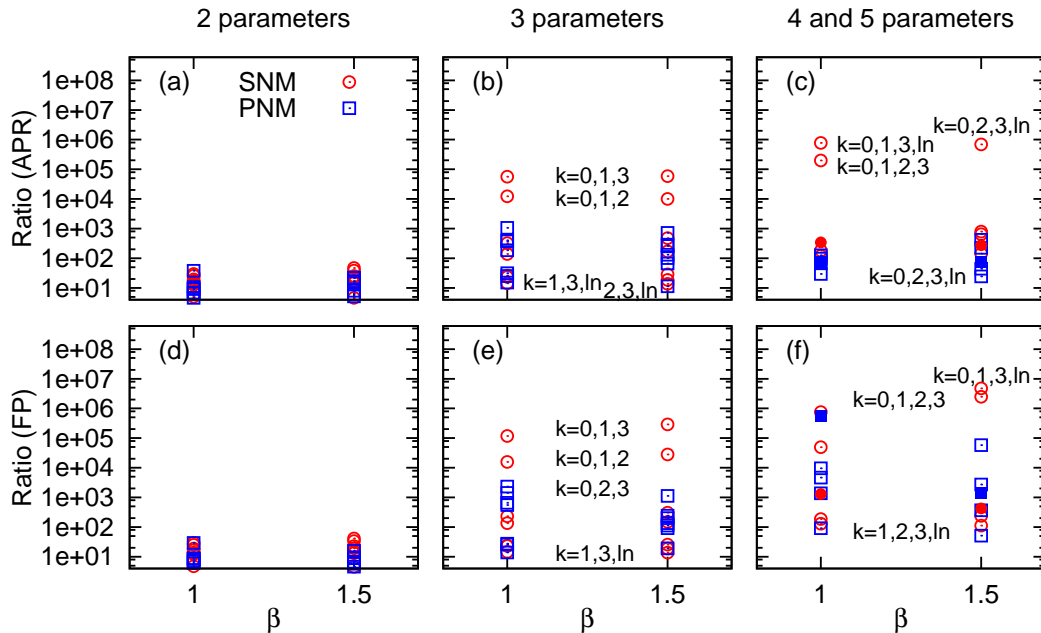 2 parameters
3 parameters
4 and 5 parameters
Ratio (APR)
1e+08
1e+07
1e+06
1e+05
1e+04
1e+03
1e+02
1e+01
(a)
SNM
PNM
(b)
k=0,1,3
k=0,1,2
k=1,3,ln
2,3,ln
(c)
k=0,2,3,ln
k=0,1,3,ln
k=0,1,2,3
k=0,2,3,ln
Ratio (FP)
1e+08
1e+07
1e+06
1e+05
1e+04
1e+03
1e+02
1e+01
(d)
(e)
k=0,1,3
k=0,1,2
k=0,2,3
k=1,3,ln
(f)
k=0,1,3,ln
k=0,1,2,3
k=1,2,3,ln
1 1.5
1 1.5
1 1.5
β
β
β